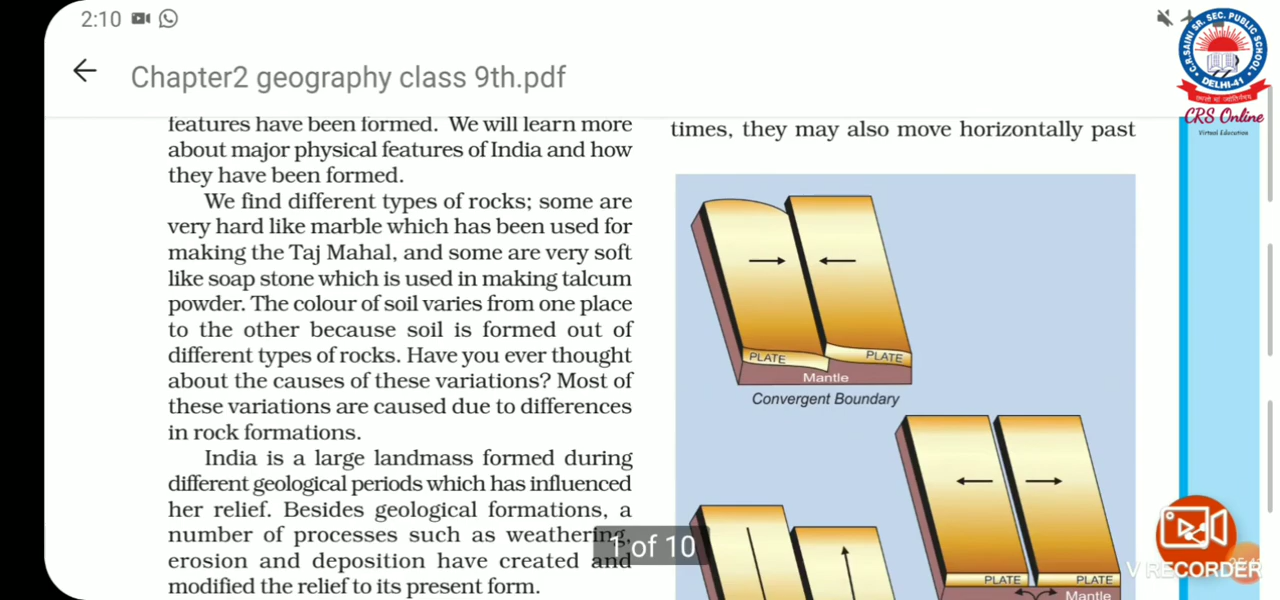 2:10
Chapter2 geography class 9th.pdf
C.R.SAINI SR. SEC. PUBLIC SCHOOL
DELHI-41
CRS Online
Virtual Education
features have been formed. We will learn more
about major physical features of India and how
they have been formed.
We find different types of rocks; some are
very hard like marble which has been used for
making the Taj Mahal, and some are very soft
like soap stone which is used in making talcum
powder. The colour of soil varies from one place
to the other because soil is formed out of
different types of rocks. Have you ever thought
about the causes of these variations? Most of
these variations are caused due to differences
in rock formations.
India is a large landmass formed during
different geological periods which has influenced
her relief. Besides geological formations, a
number of processes such as weathering,
erosion and deposition have created and
modified the relief to its present form.
1 of 10
times, they may also move horizontally past
PLATE
PLATE
Mantle
Convergent Boundary
PLATE
PLATE
Mantle
V RECORDER